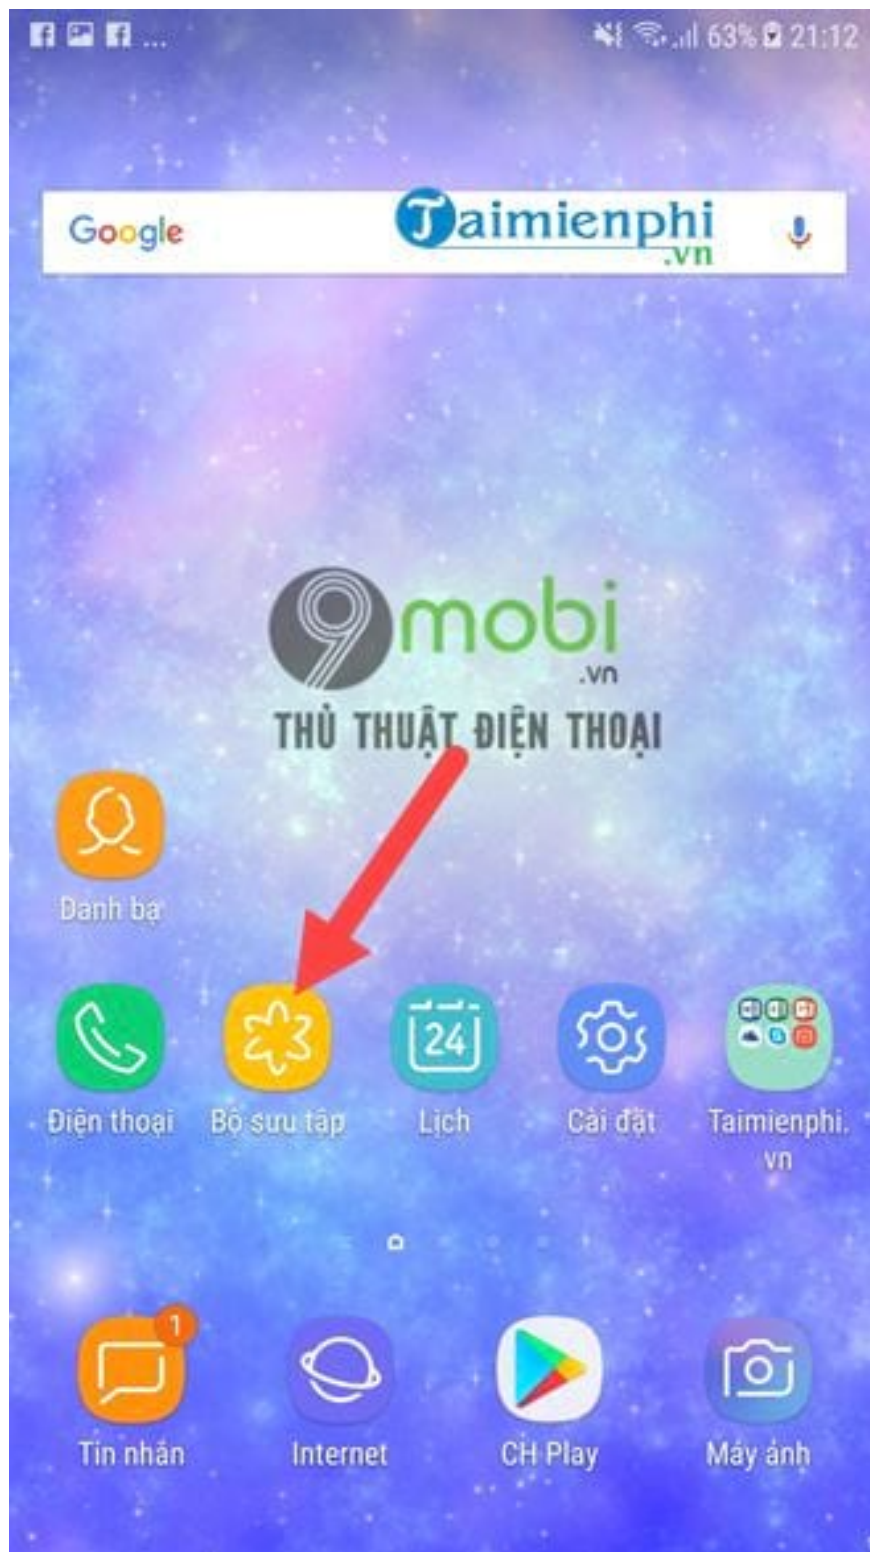 ... 63% 21:12
Google Taimienphi
.vn
9mobi
.vn
THỦ THUẬT ĐIỆN THOẠI
Danh bạ
24
Điện thoại Bộ sưu tập Lịch Cài đặt Taimienphi.
vn
1
Tin nhắn Internet CH Play Máy ảnh